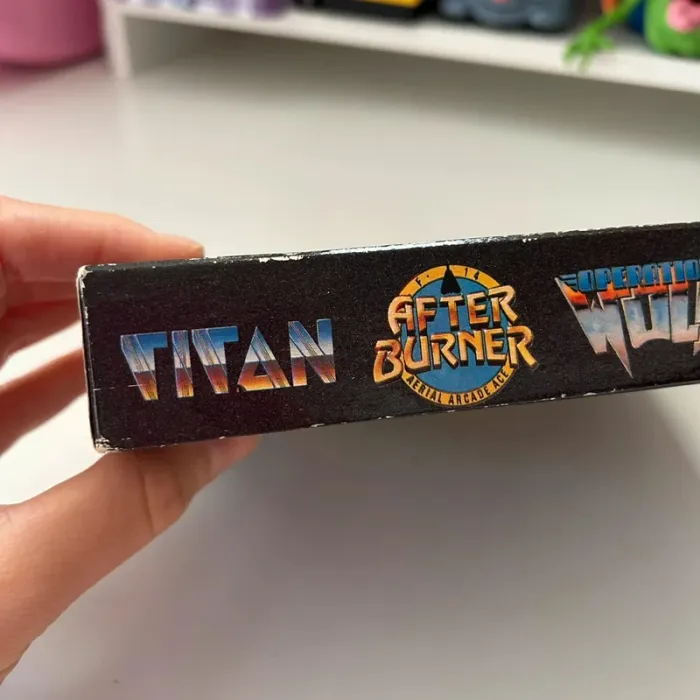 TITAN
F-14
AFTER
BURNER
AERIAL ARCADE ACE